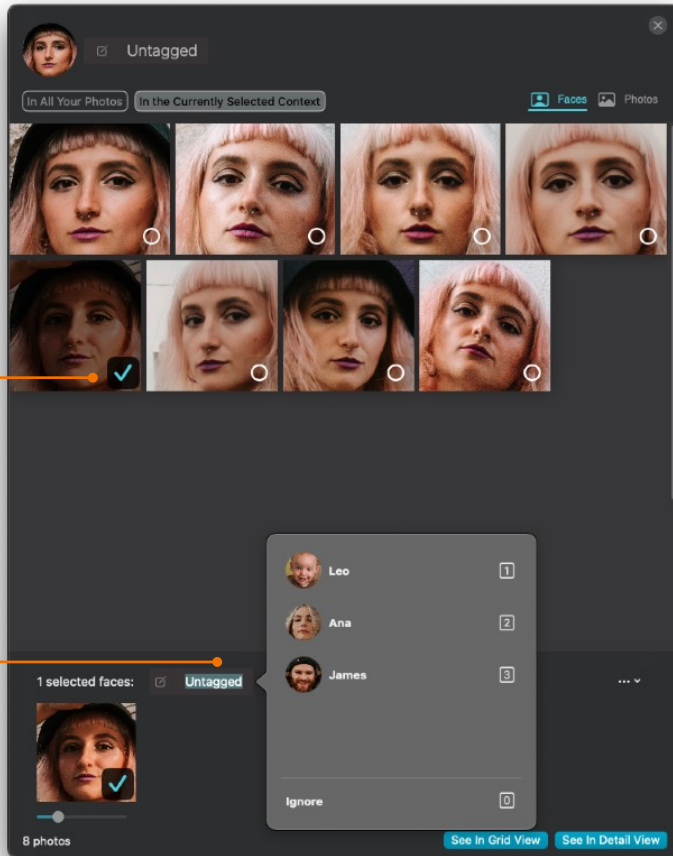 Untagged
In All Your Photos In the Currently Selected Context
Faces Photos
Leo 1
Ana 2
James 3
1 selected faces: Untagged ...
Ignore 0
8 photos
See In Grid View See In Detail View